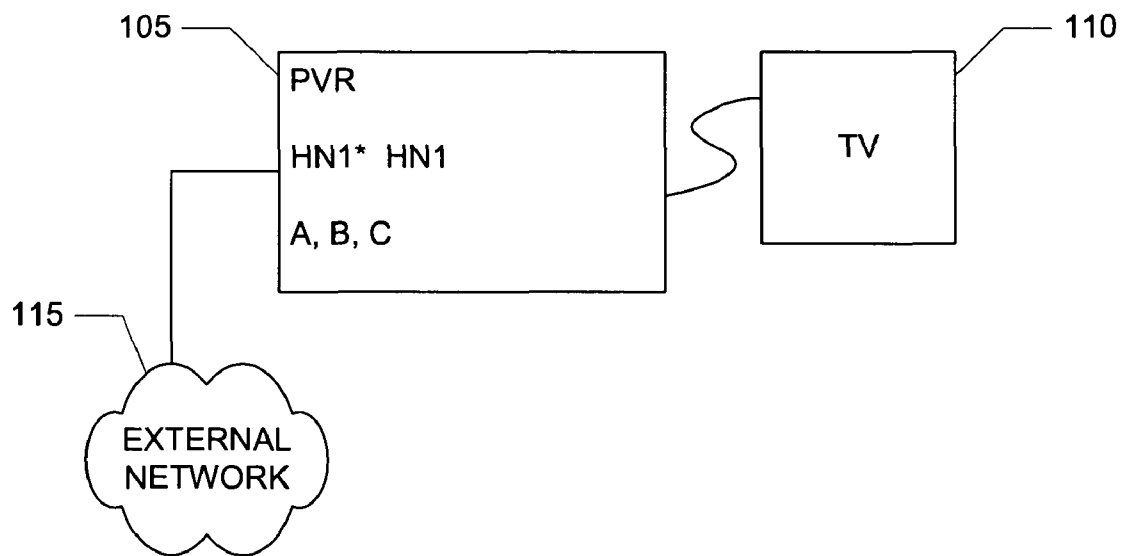 105
110
PVR
TV
HN1* HN1
A, B, C
115
EXTERNAL
NETWORK